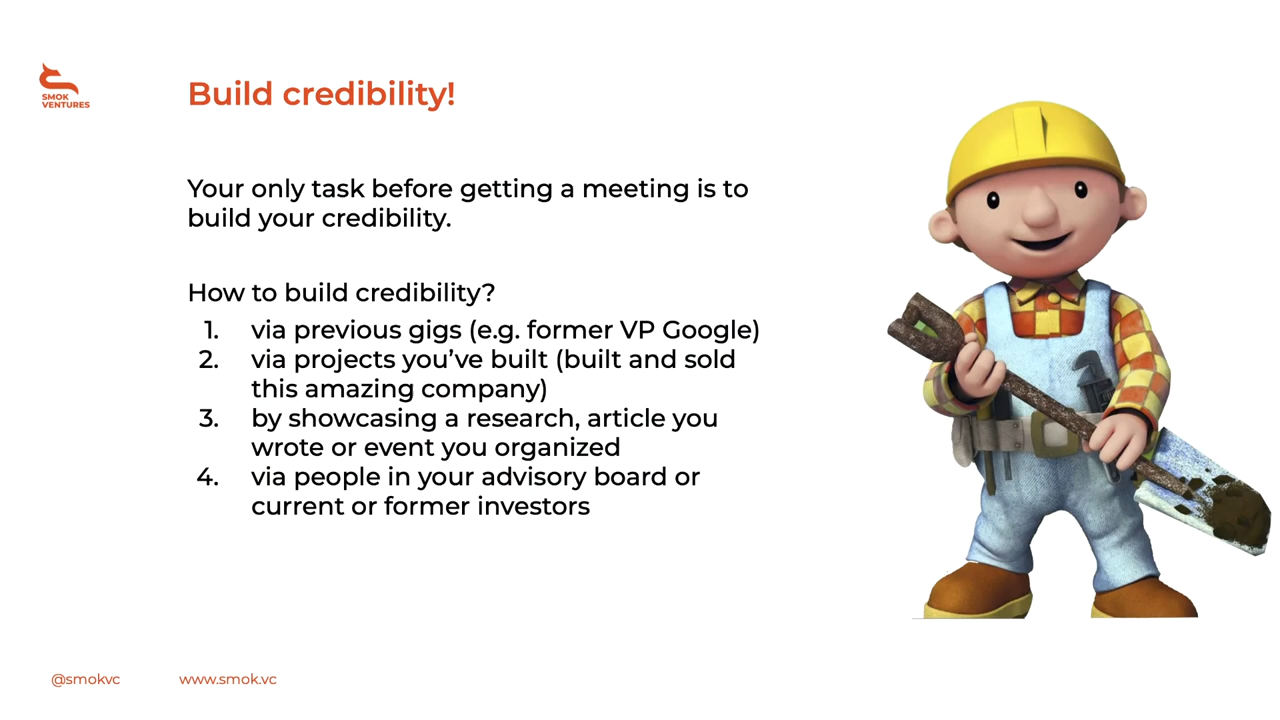 SMOK
VENTURES
Build credibility!
Your only task before getting a meeting is to
build your credibility.
How to build credibility?
1. via previous gigs (e.g. former VP Google)
2. via projects you’ve built (built and sold
this amazing company)
3. by showcasing a research, article you
wrote or event you organized
4. via people in your advisory board or
current or former investors
@smokvc www.smok.vc